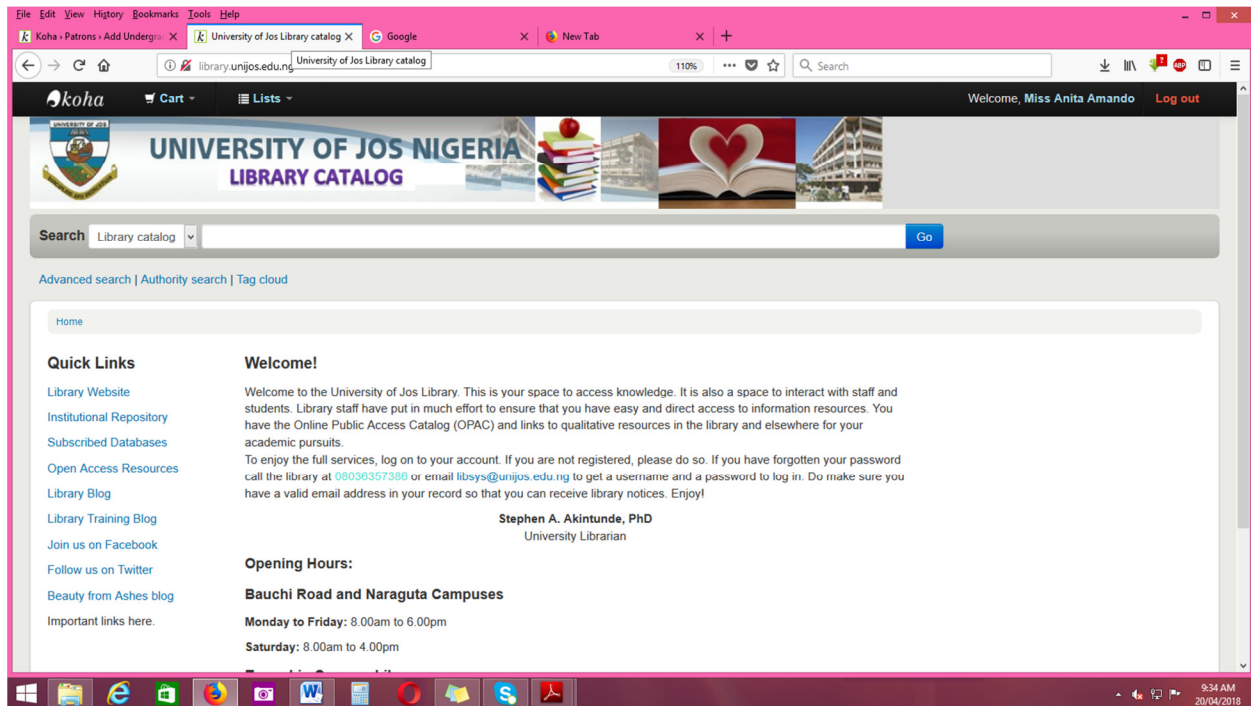 File Edit View History Bookmarks Tools Help
Koha › Patrons › Add Undergra
University of Jos Library catalog
Google
New Tab
library.unijos.edu.ng
University of Jos Library catalog
110%
Search
koha
Cart
Lists
Welcome, Miss Anita Amando
Log out
UNIVERSITY OF JOS
UNIVERSITY OF JOS NIGERIA
LIBRARY CATALOG
Search
Library catalog
Go
Advanced search | Authority search | Tag cloud
Home
Quick Links
Library Website
Institutional Repository
Subscribed Databases
Open Access Resources
Library Blog
Library Training Blog
Join us on Facebook
Follow us on Twitter
Beauty from Ashes blog
Important links here.
Welcome!
Welcome to the University of Jos Library. This is your space to access knowledge. It is also a space to interact with staff and
students. Library staff have put in much effort to ensure that you have easy and direct access to information resources. You
have the Online Public Access Catalog (OPAC) and links to qualitative resources in the library and elsewhere for your
academic pursuits.
To enjoy the full services, log on to your account. If you are not registered, please do so. If you have forgotten your password
call the library at 08036357386 or email libsys@unijos.edu.ng to get a username and a password to log in. Do make sure you
have a valid email address in your record so that you can receive library notices. Enjoy!
Stephen A. Akintunde, PhD
University Librarian
Opening Hours:
Bauchi Road and Naraguta Campuses
Monday to Friday: 8.00am to 6.00pm
Saturday: 8.00am to 4.00pm
9:34 AM
20/04/2018